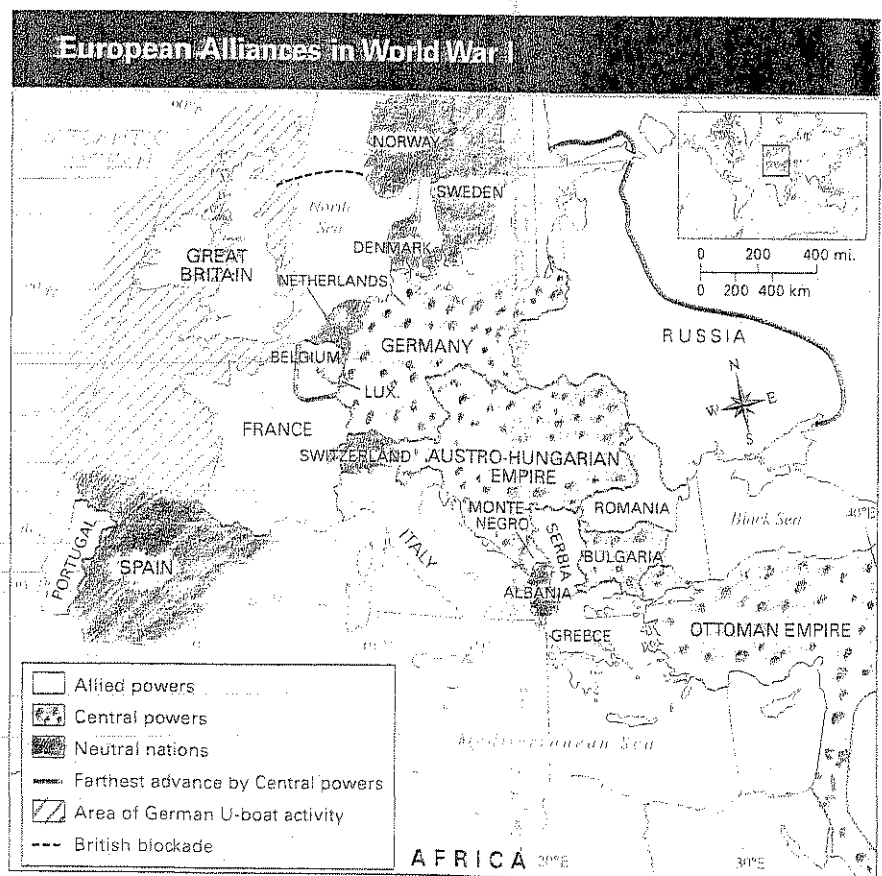 European Alliances in World War I
NORWAY
SWEDEN
North
Sea
DENMARK
GREAT
BRITAIN
NETHERLANDS
0 200 400 mi.
0 200 400 km
RUSSIA
GERMANY
BELGIUM
LUX.
N
W E
S
FRANCE
SWITZERLAND
AUSTRO-HUNGARIAN
EMPIRE
MONTE-
NEGRO
ROMANIA
Black Sea
SERBIA
BULGARIA
ITALY
PORTUGAL
SPAIN
ALBANIA
GREECE
OTTOMAN EMPIRE
Mediterranean Sea
Allied powers
Central powers
Neutral nations
Farthest advance by Central powers
Area of German U-boat activity
British blockade
AFRICA
30°E